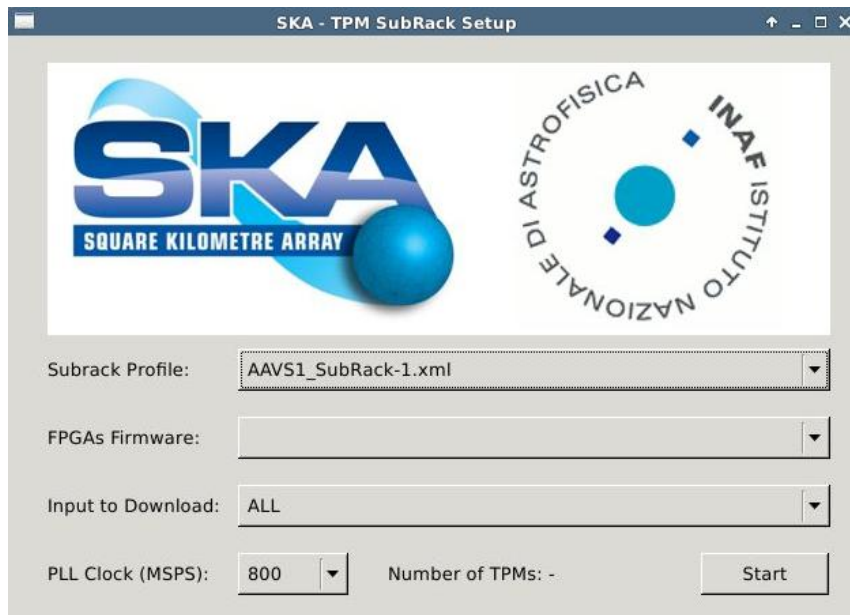 SKA - TPM SubRack Setup
SKA
SQUARE KILOMETRE ARRAY
INAF ISTITUTO NAZIONALE DI ASTROFISICA
Subrack Profile: AAVS1_SubRack-1.xml
FPGAs Firmware:
Input to Download: ALL
PLL Clock (MSPS): 800 Number of TPMs: - Start